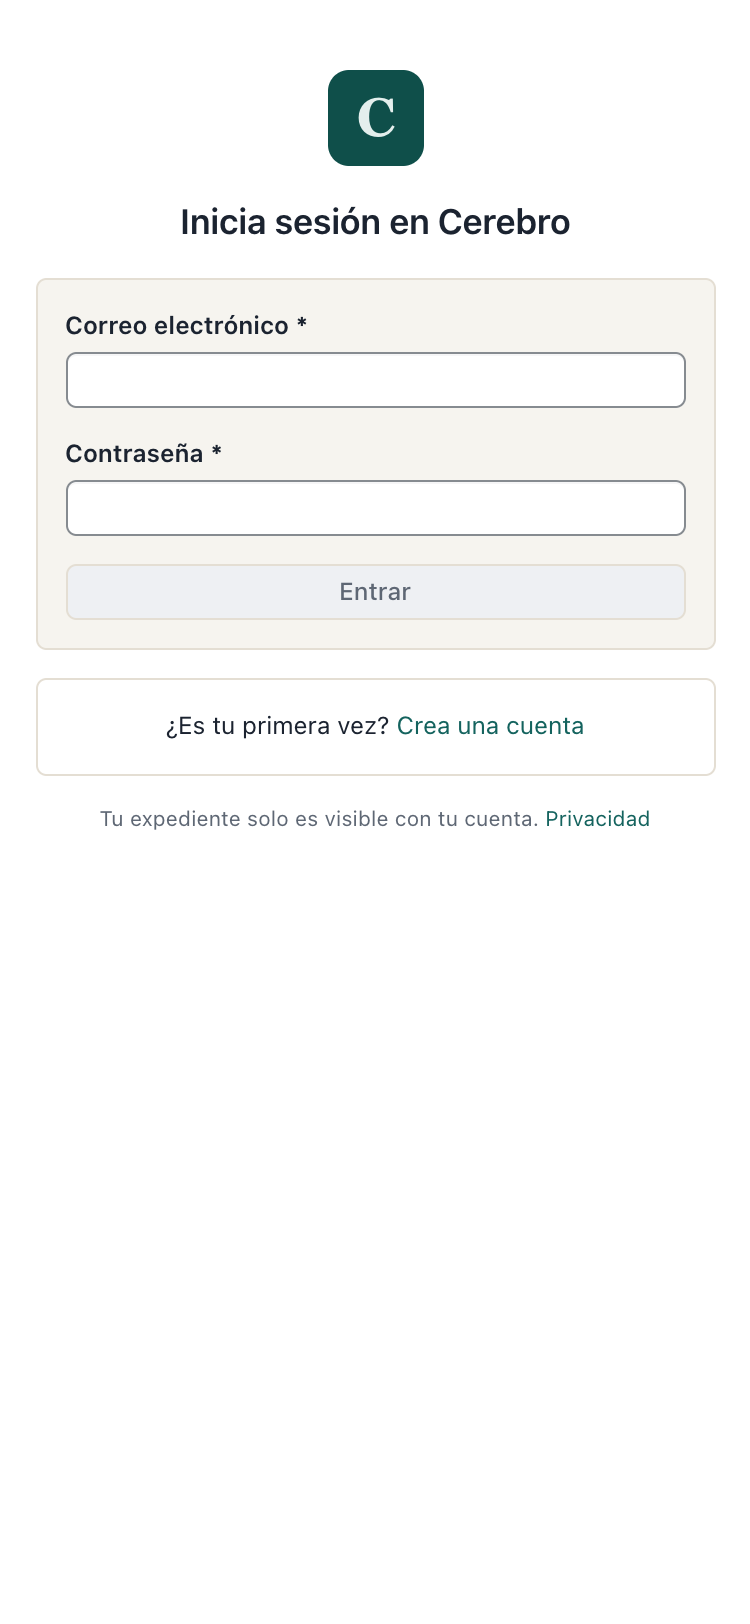 C
Inicia sesión en Cerebro
Correo electrónico *
Contraseña *
Entrar
¿Es tu primera vez? Crea una cuenta
Tu expediente solo es visible con tu cuenta. Privacidad